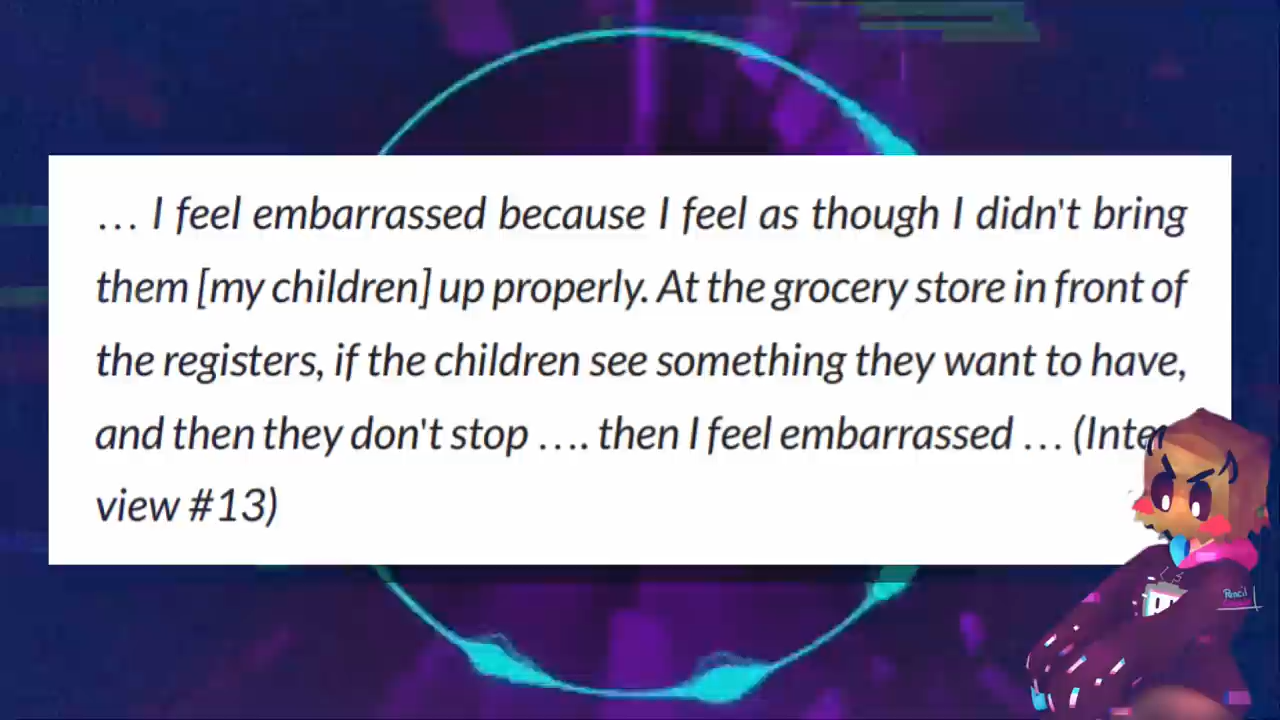 … I feel embarrassed because I feel as though I didn't bring
them [my children] up properly. At the grocery store in front of
the registers, if the children see something they want to have,
and then they don't stop …. then I feel embarrassed … (Inter
view #13)
Pencil